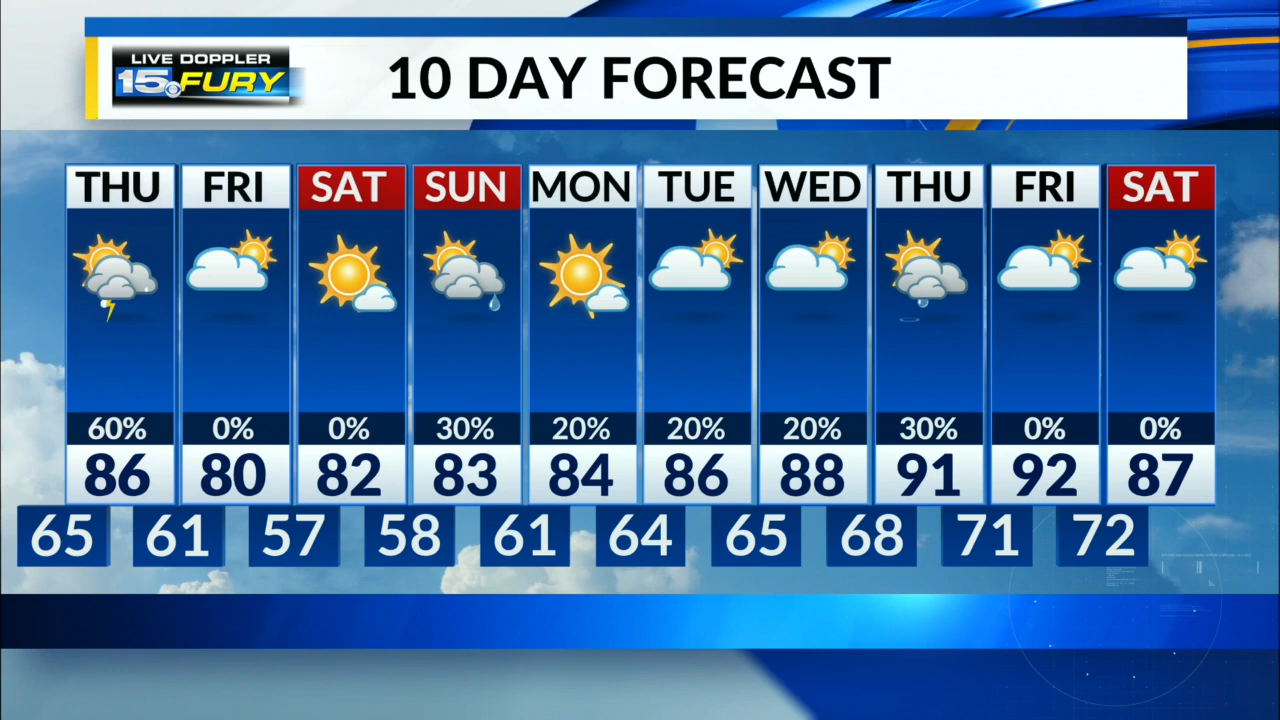 LIVE DOPPLER
15 FURY
10 DAY FORECAST
THU FRI SAT SUN MON TUE WED THU FRI SAT
60% 0% 0% 30% 20% 20% 20% 30% 0% 0%
86 80 82 83 84 86 88 91 92 87
65 61 57 58 61 64 65 68 71 72